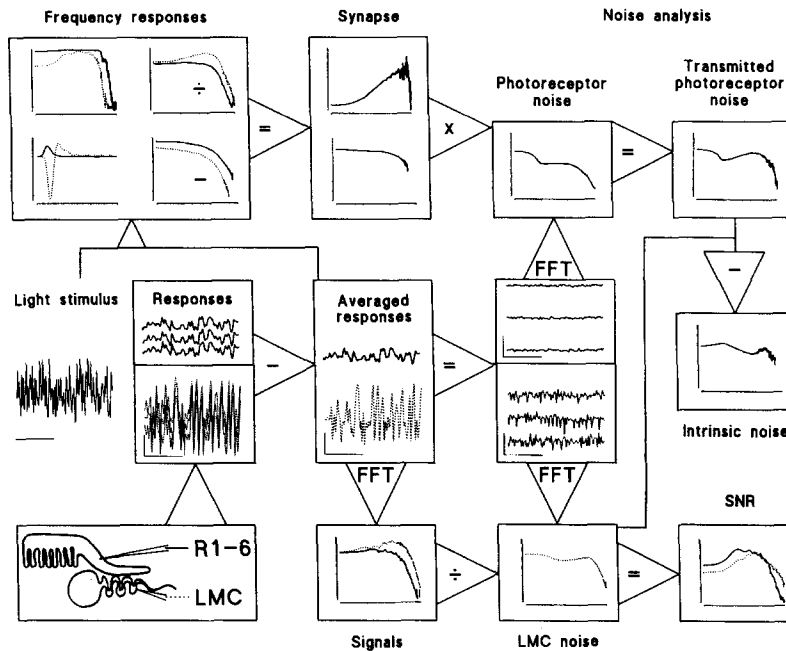 Frequency responses
Synapse
Noise analysis
Photoreceptor
noise
Transmitted
photoreceptor
noise
÷
=
x
=
−
Light stimulus
Responses
Averaged
responses
FFT
−
=
−
Intrinsic noise
FFT
FFT
SNR
R1-6
LMC
÷
=
Signals
LMC noise